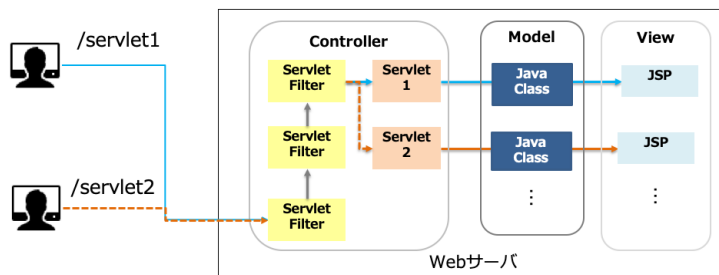 /servlet1
/servlet2
Controller
Servlet
Filter
Servlet
Filter
Servlet
Filter
Servlet
1
Servlet
2
Model
Java
Class
Java
Class
⋮
View
JSP
JSP
⋮
Webサーバ